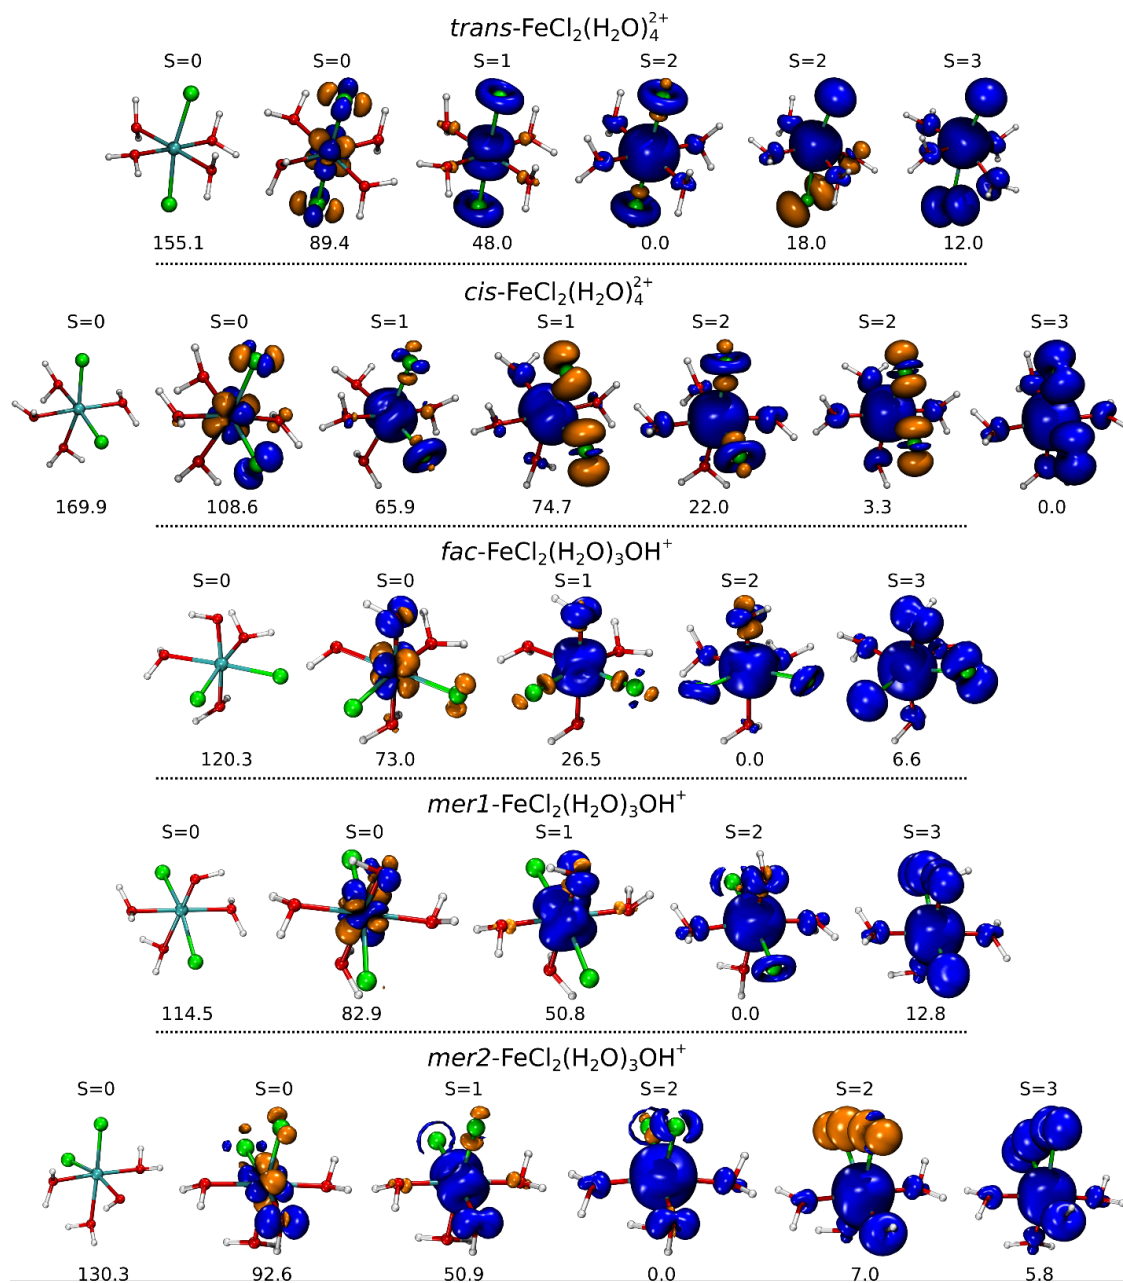 trans-FeCl₂(H₂O)₄²⁺
S=0 S=0 S=1 S=2 S=2 S=3
155.1 89.4 48.0 0.0 18.0 12.0
cis-FeCl₂(H₂O)₄²⁺
S=0 S=0 S=1 S=1 S=2 S=2 S=3
169.9 108.6 65.9 74.7 22.0 3.3 0.0
fac-FeCl₂(H₂O)₃OH⁺
S=0 S=0 S=1 S=2 S=3
120.3 73.0 26.5 0.0 6.6
mer1-FeCl₂(H₂O)₃OH⁺
S=0 S=0 S=1 S=2 S=3
114.5 82.9 50.8 0.0 12.8
mer2-FeCl₂(H₂O)₃OH⁺
S=0 S=0 S=1 S=2 S=2 S=3
130.3 92.6 50.9 0.0 7.0 5.8